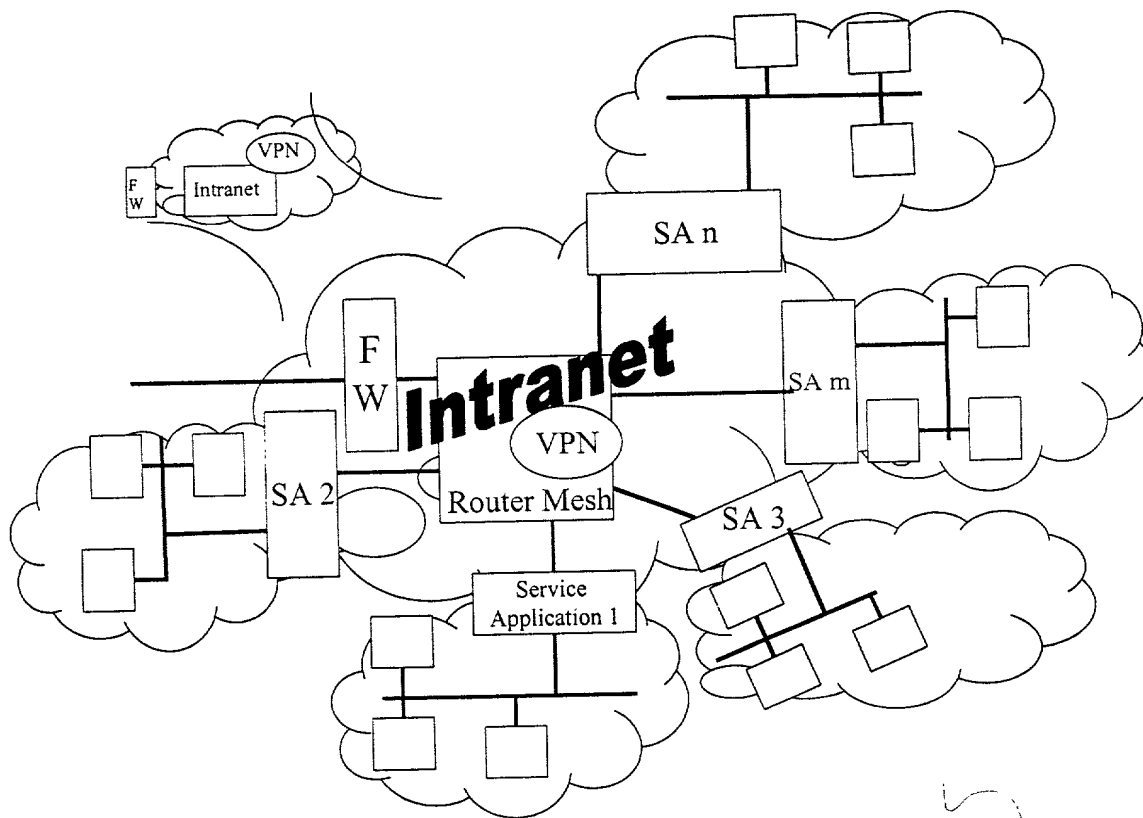 VPN
F
W
Intranet
SA n
F
W
Intranet
SA m
VPN
SA 2
Router Mesh
SA 3
Service
Application 1